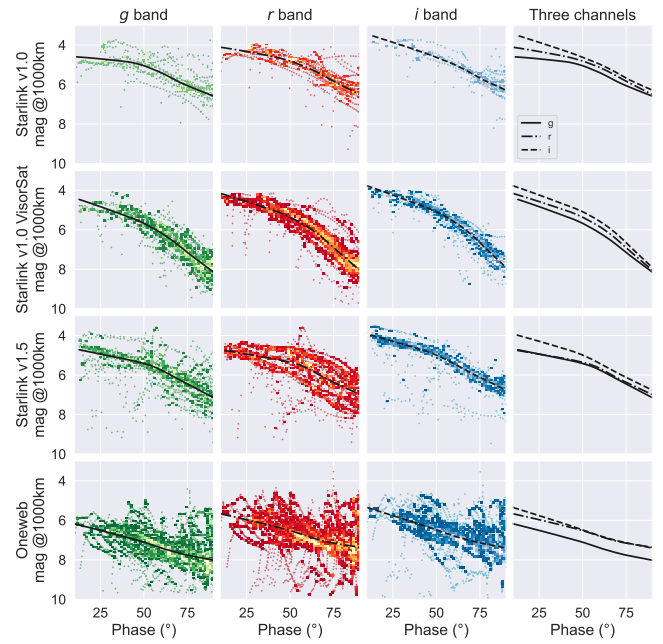 g band
r band
i band
Three channels
Starlink v1.0
mag @1000km
4
6
8
10
g
r
i
Starlink v1.0 VisorSat
mag @1000km
4
6
8
10
Starlink v1.5
mag @1000km
4
6
8
10
Oneweb
mag @1000km
4
6
8
10
25 50 75
25 50 75
25 50 75
25 50 75
Phase (°)
Phase (°)
Phase (°)
Phase (°)